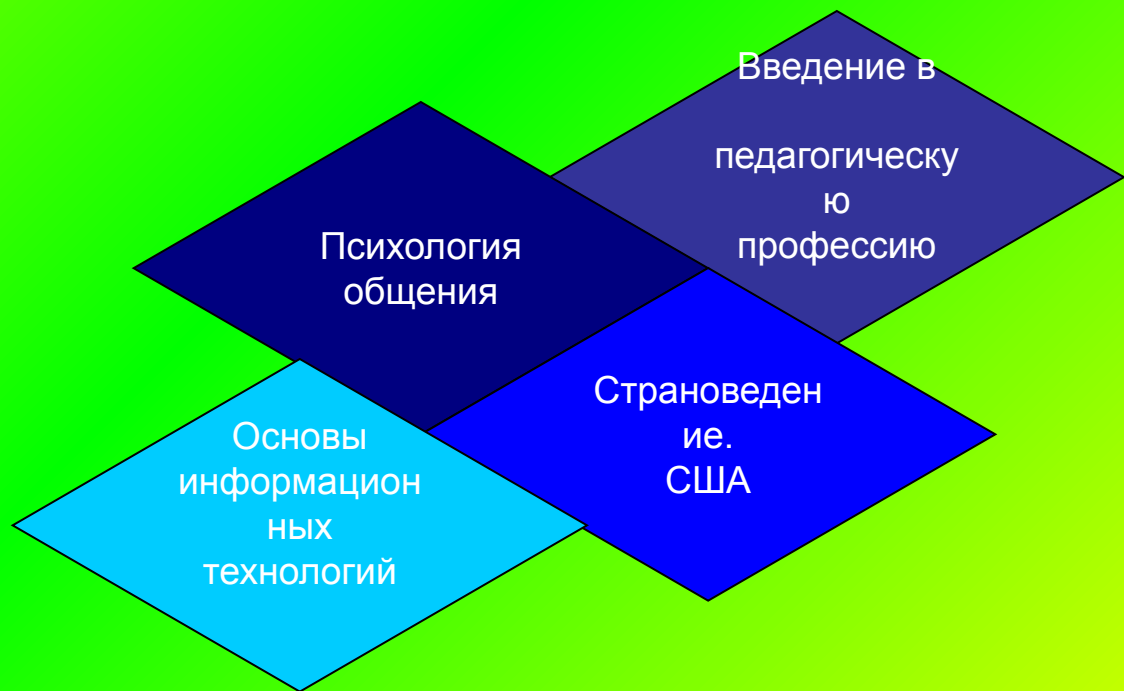 Введение в
педагогическу
ю
профессию
Психология
общения
Страноведен
ие.
США
Основы
информацион
ных
технологий